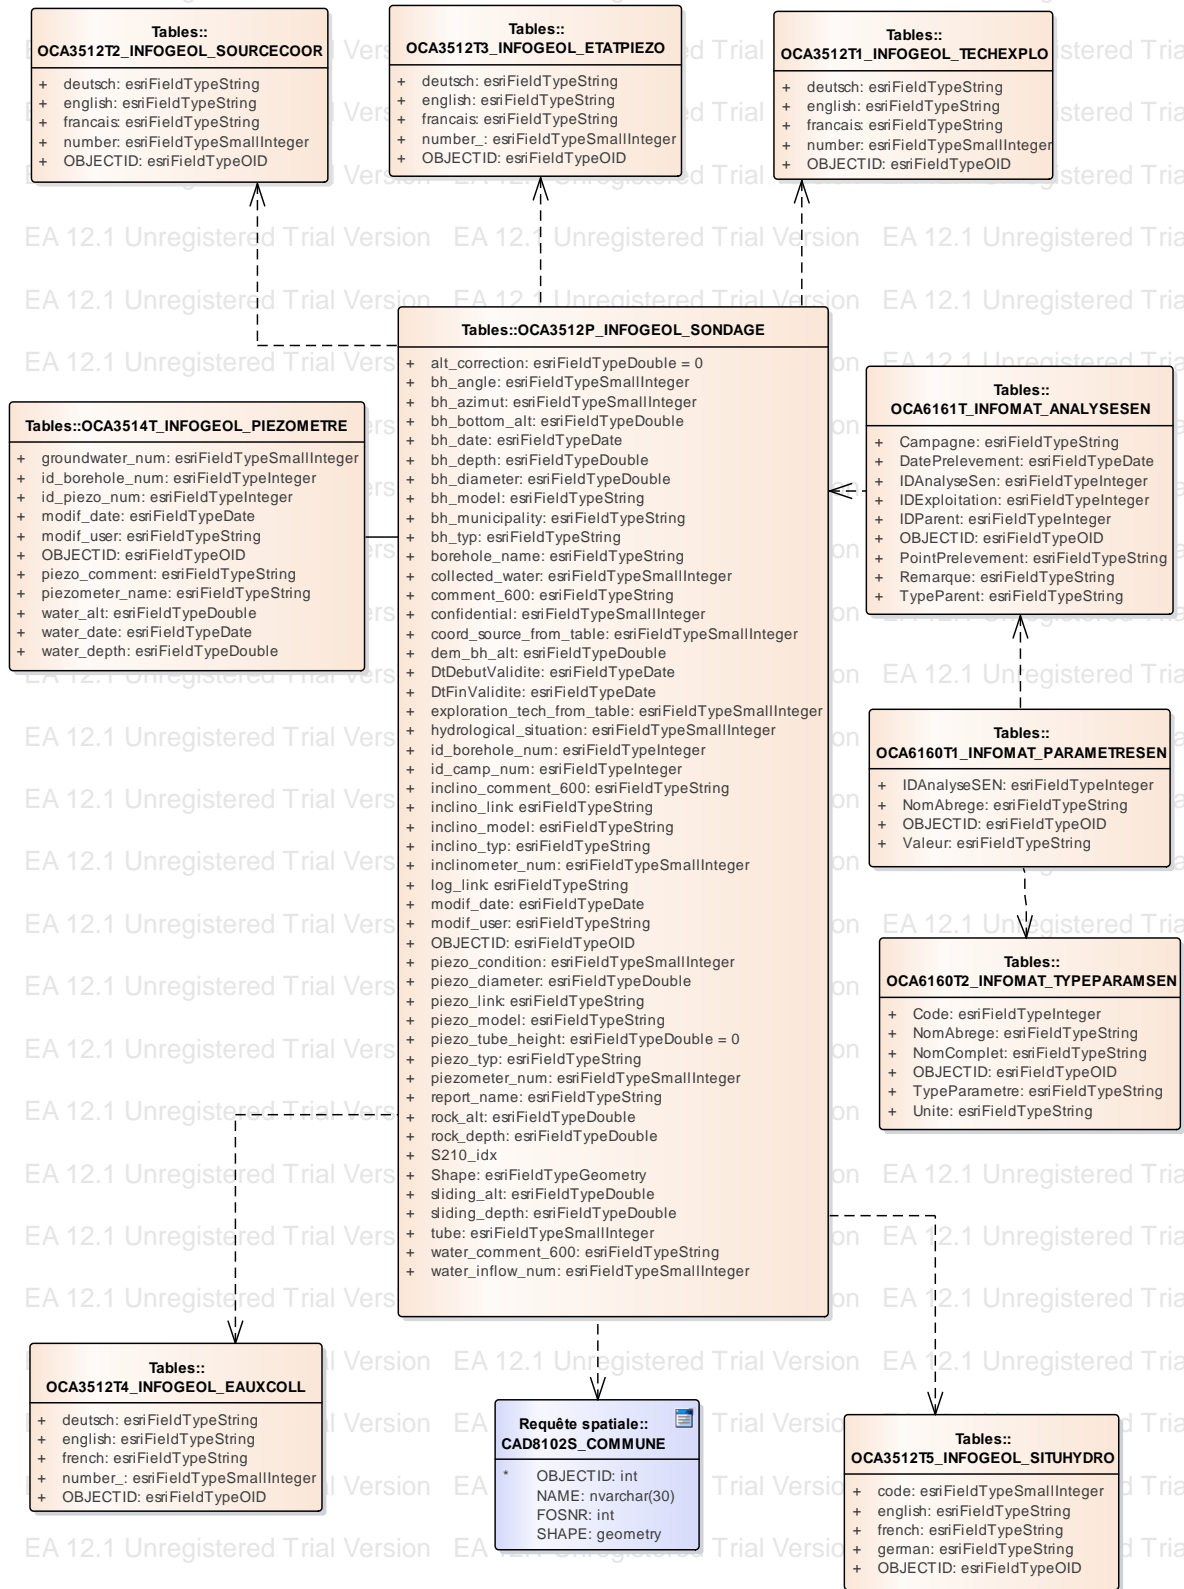 Tables::
OCA3512T2_INFOGEOL_SOURCECOOR
+ deutsch: esriFieldTypeString
+ english: esriFieldTypeString
+ francais: esriFieldTypeString
+ number: esriFieldTypeSmallInteger
+ OBJECTID: esriFieldTypeOID
Tables::
OCA3512T3_INFOGEOL_ETATPIEZO
+ deutsch: esriFieldTypeString
+ english: esriFieldTypeString
+ francais: esriFieldTypeString
+ number_: esriFieldTypeSmallInteger
+ OBJECTID: esriFieldTypeOID
Tables::
OCA3512T1_INFOGEOL_TECHEXPLO
+ deutsch: esriFieldTypeString
+ english: esriFieldTypeString
+ francais: esriFieldTypeString
+ number: esriFieldTypeSmallInteger
+ OBJECTID: esriFieldTypeOID
EA 12.1 Unregistered Trial Version EA 12.1 Unregistered Trial Version EA 12.1 Unregistered Tria
Tables::OCA3512P_INFOGEOL_SONDAGE
+ alt_correction: esriFieldTypeDouble = 0
+ bh_angle: esriFieldTypeSmallInteger
+ bh_azimut: esriFieldTypeSmallInteger
+ bh_bottom_alt: esriFieldTypeDouble
+ bh_date: esriFieldTypeDate
+ bh_depth: esriFieldTypeDouble
+ bh_diameter: esriFieldTypeDouble
+ bh_model: esriFieldTypeString
+ bh_municipality: esriFieldTypeString
+ bh_typ: esriFieldTypeString
+ borehole_name: esriFieldTypeString
+ collected_water: esriFieldTypeSmallInteger
+ comment_600: esriFieldTypeString
+ confidential: esriFieldTypeSmallInteger
+ coord_source_from_table: esriFieldTypeSmallInteger
+ dem_bh_alt: esriFieldTypeDouble
+ DtDebutValidite: esriFieldTypeDate
+ DtFinValidite: esriFieldTypeDate
+ exploration_tech_from_table: esriFieldTypeSmallInteger
+ hydrological_situation: esriFieldTypeSmallInteger
+ id_borehole_num: esriFieldTypeInteger
+ id_camp_num: esriFieldTypeInteger
+ inclino_comment_600: esriFieldTypeString
+ inclino_link: esriFieldTypeString
+ inclino_model: esriFieldTypeString
+ inclino_typ: esriFieldTypeString
+ inclinometer_num: esriFieldTypeSmallInteger
+ log_link: esriFieldTypeString
+ modif_date: esriFieldTypeDate
+ modif_user: esriFieldTypeString
+ OBJECTID: esriFieldTypeOID
+ piezo_condition: esriFieldTypeSmallInteger
+ piezo_diameter: esriFieldTypeDouble
+ piezo_link: esriFieldTypeString
+ piezo_model: esriFieldTypeString
+ piezo_tube_height: esriFieldTypeDouble = 0
+ piezo_typ: esriFieldTypeString
+ piezometer_num: esriFieldTypeSmallInteger
+ report_name: esriFieldTypeString
+ rock_alt: esriFieldTypeDouble
+ rock_depth: esriFieldTypeDouble
+ S210_idx
+ Shape: esriFieldTypeGeometry
+ sliding_alt: esriFieldTypeDouble
+ sliding_depth: esriFieldTypeDouble
+ tube: esriFieldTypeSmallInteger
+ water_comment_600: esriFieldTypeString
+ water_inflow_num: esriFieldTypeSmallInteger
Tables::OCA3514T_INFOGEOL_PIEZOMETRE
+ groundwater_num: esriFieldTypeSmallInteger
+ id_borehole_num: esriFieldTypeInteger
+ id_piezo_num: esriFieldTypeInteger
+ modif_date: esriFieldTypeDate
+ modif_user: esriFieldTypeString
+ OBJECTID: esriFieldTypeOID
+ piezo_comment: esriFieldTypeString
+ piezometer_name: esriFieldTypeString
+ water_alt: esriFieldTypeDouble
+ water_date: esriFieldTypeDate
+ water_depth: esriFieldTypeDouble
Tables::
OCA6161T_INFOMAT_ANALYSESEN
+ Campagne: esriFieldTypeString
+ DatePrelevement: esriFieldTypeDate
+ IDAnalyseSen: esriFieldTypeInteger
+ IDExploitation: esriFieldTypeInteger
+ IDParent: esriFieldTypeInteger
+ OBJECTID: esriFieldTypeOID
+ PointPrelevement: esriFieldTypeString
+ Remarque: esriFieldTypeString
+ TypeParent: esriFieldTypeString
Tables::
OCA6160T1_INFOMAT_PARAMETRESEN
+ IDAnalyseSEN: esriFieldTypeInteger
+ NomAbrege: esriFieldTypeString
+ OBJECTID: esriFieldTypeOID
+ Valeur: esriFieldTypeString
Tables::
OCA6160T2_INFOMAT_TYPEPARAMSEN
+ Code: esriFieldTypeInteger
+ NomAbrege: esriFieldTypeString
+ NomComplet: esriFieldTypeString
+ OBJECTID: esriFieldTypeOID
+ TypeParametre: esriFieldTypeString
+ Unite: esriFieldTypeString
Tables::
OCA3512T4_INFOGEOL_EAUXCOLL
+ deutsch: esriFieldTypeString
+ english: esriFieldTypeString
+ french: esriFieldTypeString
+ number_: esriFieldTypeSmallInteger
+ OBJECTID: esriFieldTypeOID
Requête spatiale::
CAD8102S_COMMUNE
* OBJECTID: int
NAME: nvarchar(30)
FOSNR: int
SHAPE: geometry
Tables::
OCA3512T5_INFOGEOL_SITUHYDRO
+ code: esriFieldTypeSmallInteger
+ english: esriFieldTypeString
+ french: esriFieldTypeString
+ german: esriFieldTypeString
+ OBJECTID: esriFieldTypeOID